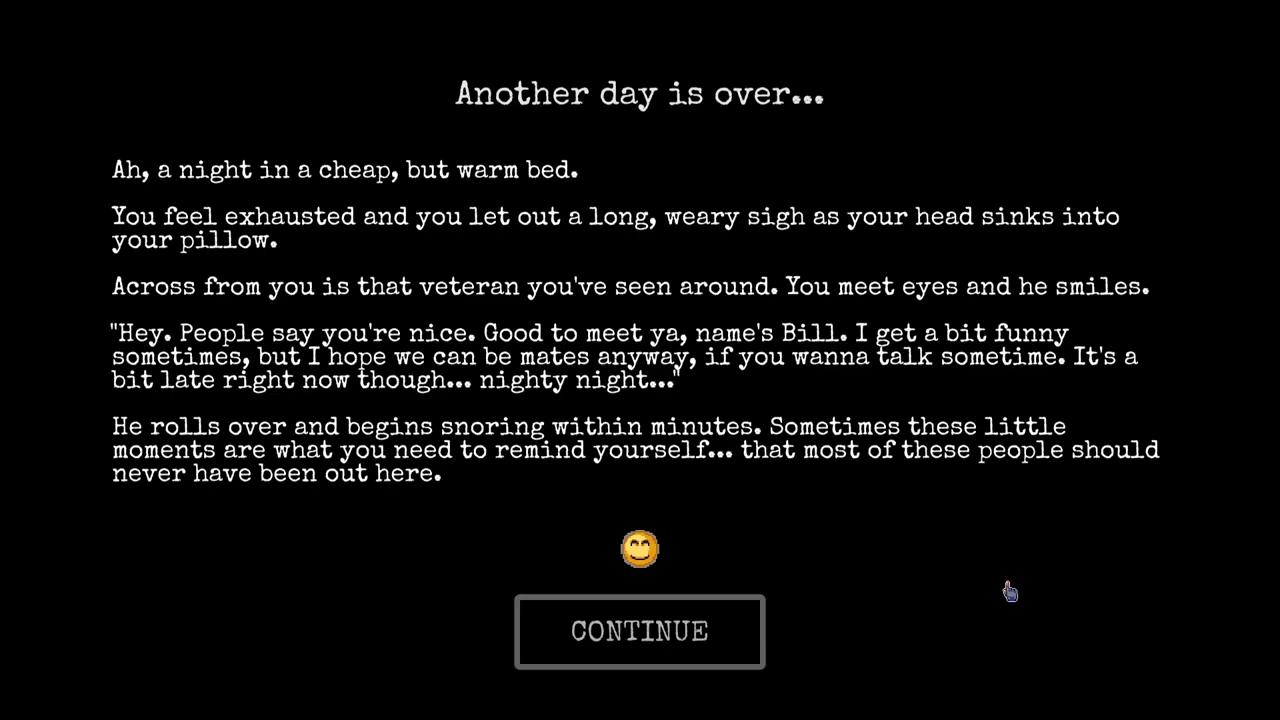 Another day is over...
Ah, a night in a cheap, but warm bed.
You feel exhausted and you let out a long, weary sigh as your head sinks into
your pillow.
Across from you is that veteran you've seen around. You meet eyes and he smiles.
"Hey. People say you're nice. Good to meet ya, name's Bill. I get a bit funny
sometimes, but I hope we can be mates anyway, if you wanna talk sometime. It's a
bit late right now though... nighty night..."
He rolls over and begins snoring within minutes. Sometimes these little
moments are what you need to remind yourself... that most of these people should
never have been out here.
CONTINUE